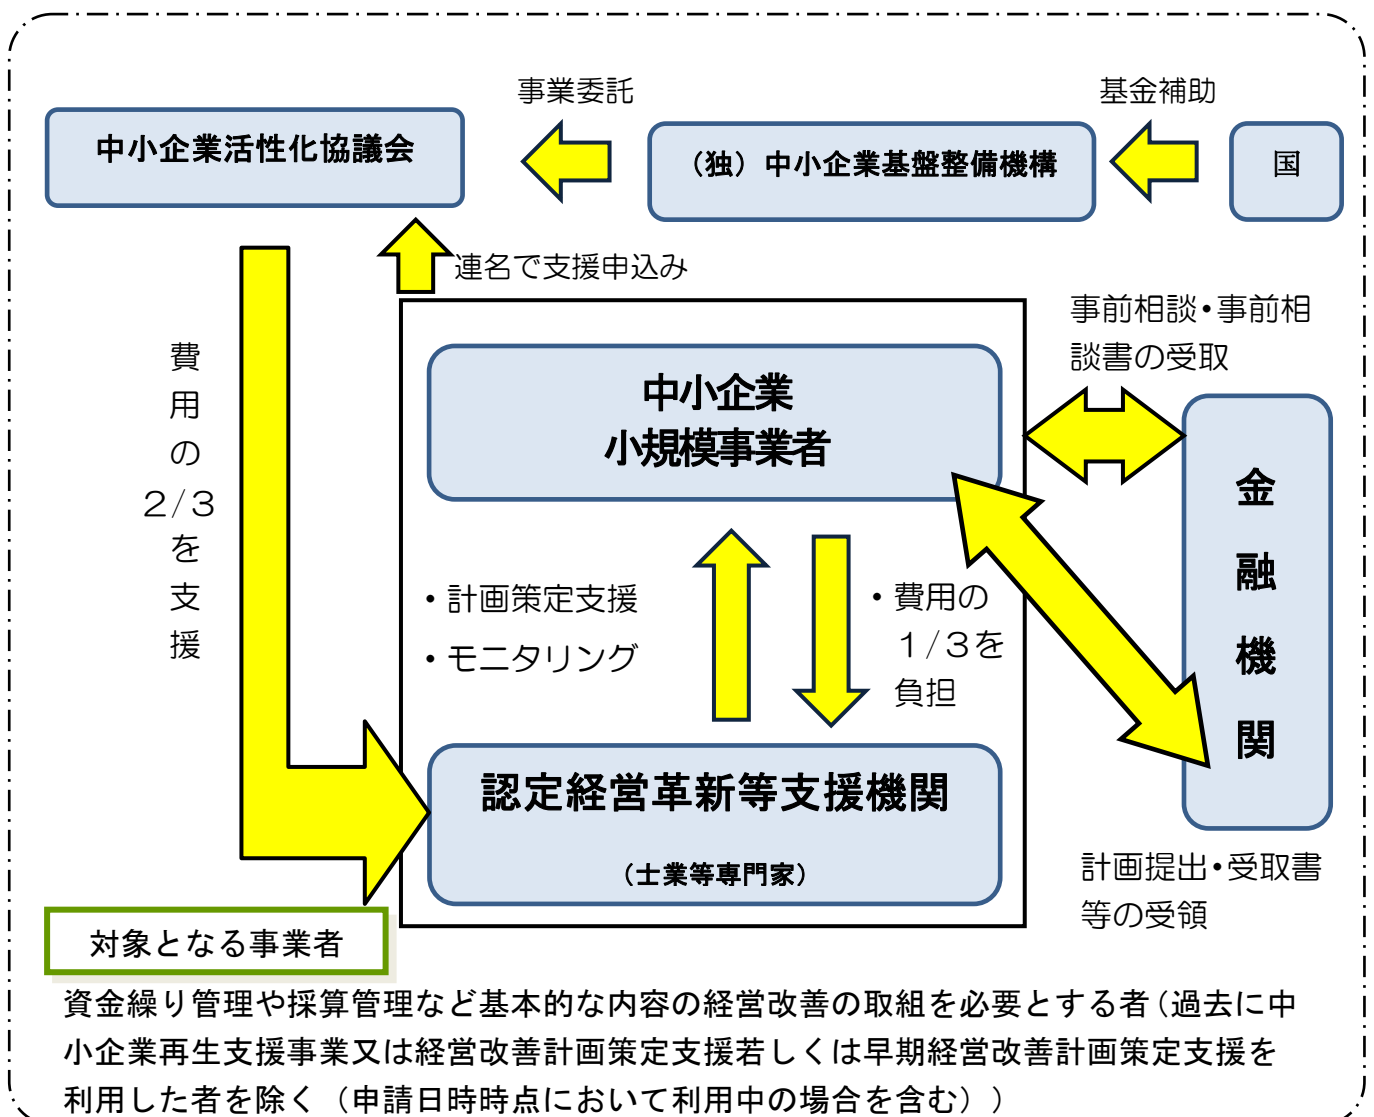 事業委託
基金補助
中小企業活性化協議会
（独）中小企業基盤整備機構
国
連名で支援申込み
費用の2/3を支援
中小企業
小規模事業者
事前相談・事前相
談書の受取
金融機関
・計画策定支援
・モニタリング
・費用の
1/3を
負担
認定経営革新等支援機関
（士業等専門家）
計画提出・受取書
等の受領
対象となる事業者
資金繰り管理や採算管理など基本的な内容の経営改善の取組を必要とする者（過去に中
小企業再生支援事業又は経営改善計画策定支援若しくは早期経営改善計画策定支援を
利用した者を除く（申請日時時点において利用中の場合を含む））